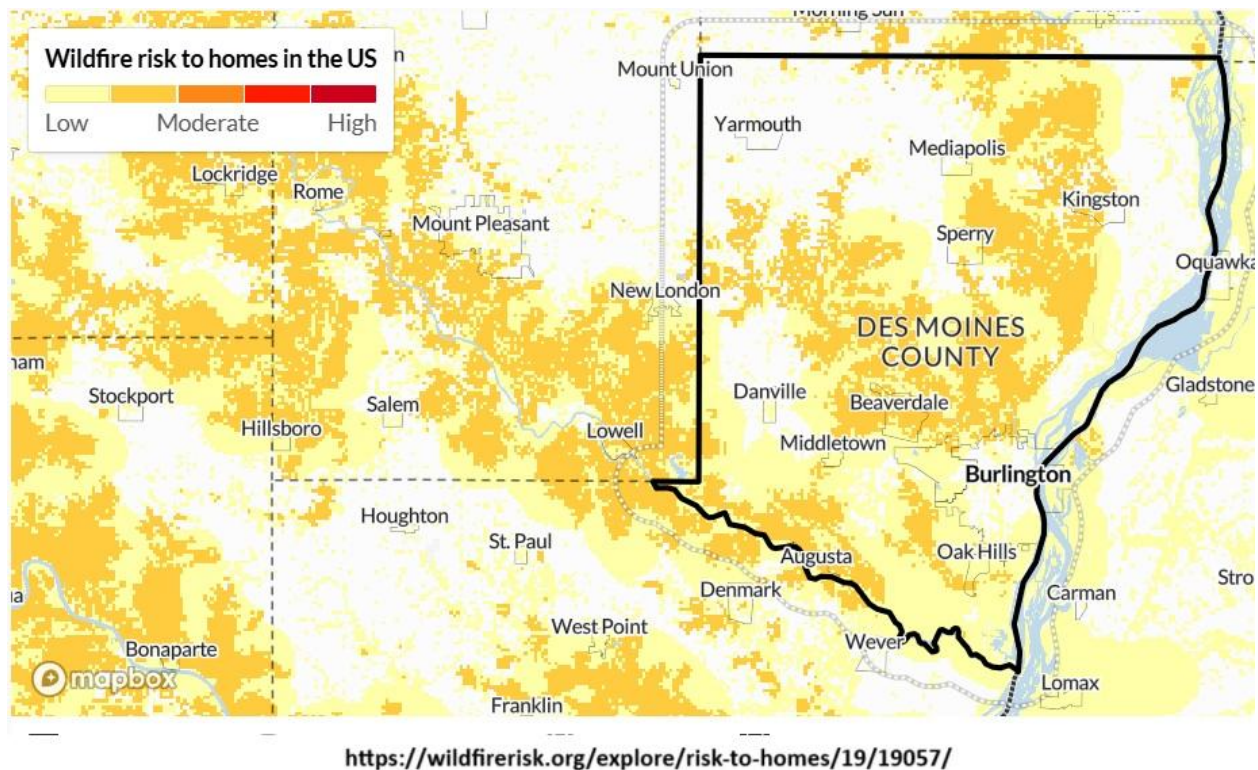 Morning Sun
Wildfire risk to homes in the US
Low Moderate High
Mount Union
Yarmouth
Mediapolis
Lockridge
Rome
Kingston
Mount Pleasant
Sperry
Oquawka
New London
DES MOINES
COUNTY
Gladstone
Stockport
Salem
Danville
Beaverdale
Hillsboro
Lowell
Middletown
Burlington
Houghton
St. Paul
Augusta
Oak Hills
Stro
Denmark
Carman
West Point
Wever
Bonaparte
mapbox
Lomax
Franklin
https://wildfirerisk.org/explore/risk-to-homes/19/19057/